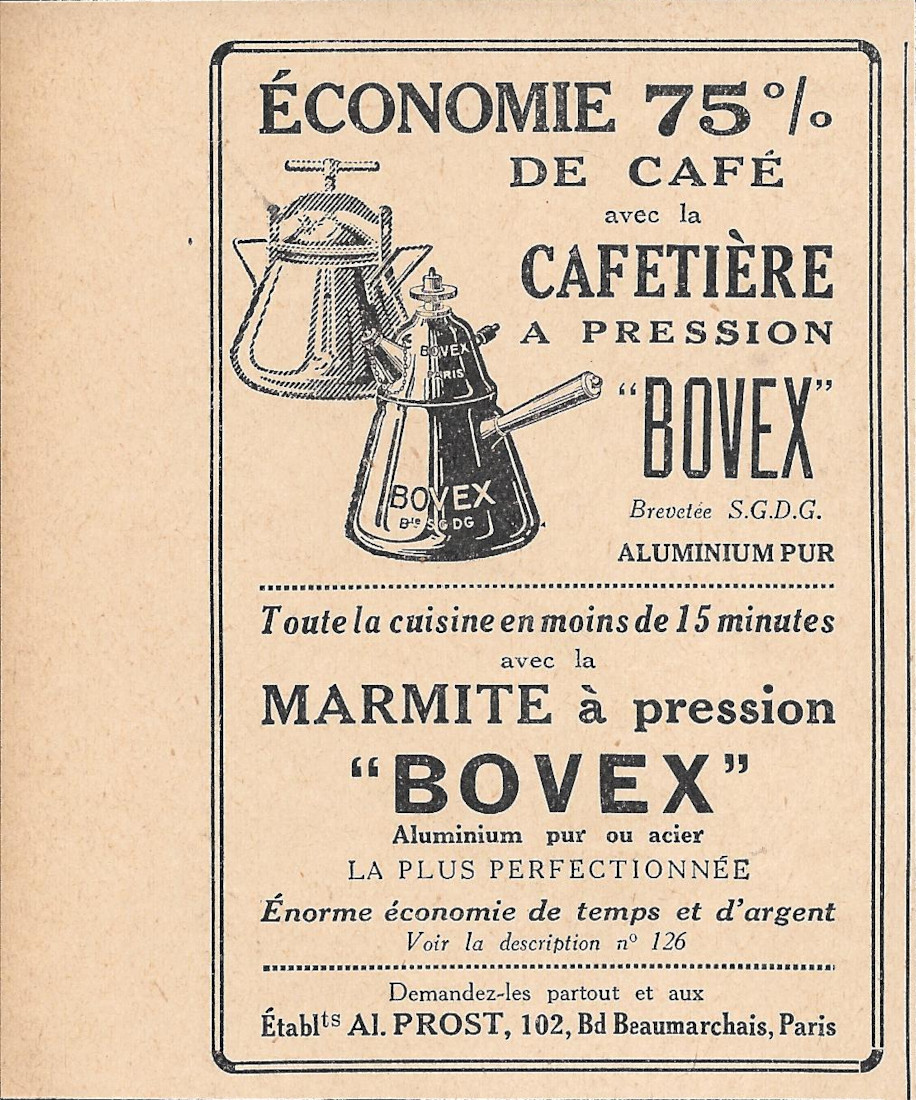 ÉCONOMIE 75%
DE CAFÉ
avec la
CAFETIÈRE
A PRESSION
"BOVEX"
Brevetée S.G.D.G.
ALUMINIUM PUR
BOVEX
PARIS
BOVEX
Bte SGDG
Toute la cuisine en moins de 15 minutes
avec la
MARMITE à pression
"BOVEX"
Aluminium pur ou acier
LA PLUS PERFECTIONNÉE
Énorme économie de temps et d'argent
Voir la description nº 126
Demandez-les partout et aux
Établts Al. PROST, 102, Bd Beaumarchais, Paris